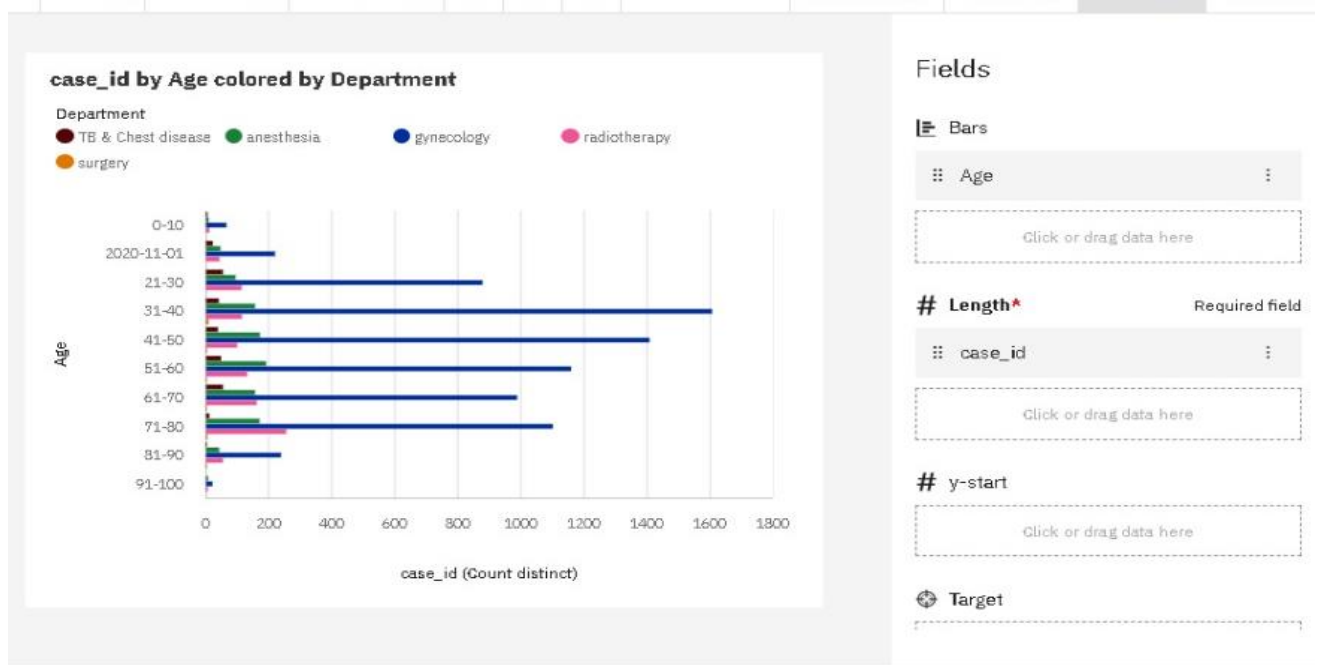 case_id by Age colored by Department
Department
TB & Chest disease anesthesia gynecology radiotherapy
surgery
0-10
2020-11-01
21-30
31-40
41-50
51-60
61-70
71-80
81-90
91-100
Age
0 200 400 600 800 1000 1200 1400 1600 1800
case_id (Count distinct)
Fields
Bars
Age
Click or drag data here
# Length* Required field
case_id
Click or drag data here
# y-start
Click or drag data here
Target